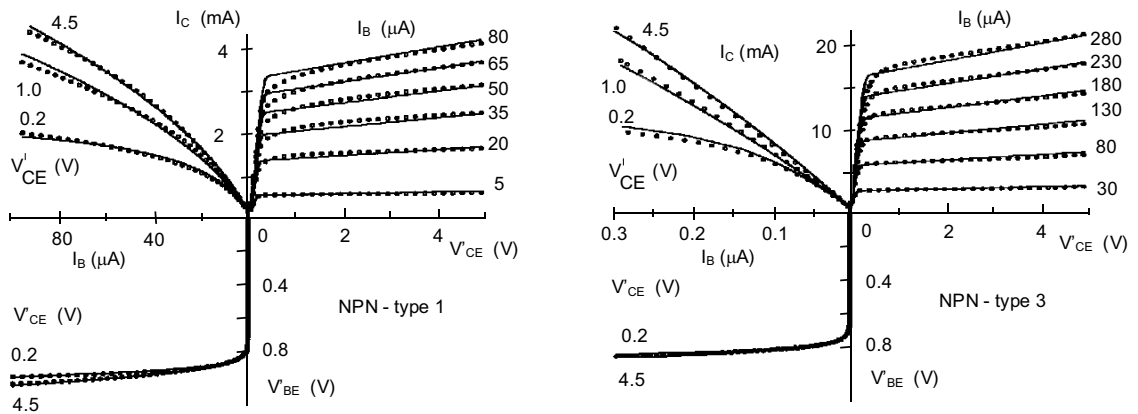 4.5
I_C (mA)
I_B (μA)
80
4
65
1.0
50
2
35
0.2
20
V^I_CE (V)
5
80
40
0
2
4
I_B (μA)
V'_CE (V)
0.4
V'_CE (V)
NPN - type 1
0.2
0.8
4.5
V'_BE (V)
4.5
I_C (mA)
I_B (μA)
20
280
230
1.0
180
0.2
10
130
V^I_CE (V)
80
30
0.3
0.2
0.1
0
2
4
I_B (μA)
V'_CE (V)
V'_CE (V)
0.4
NPN - type 3
0.2
0.8
4.5
V'_BE (V)